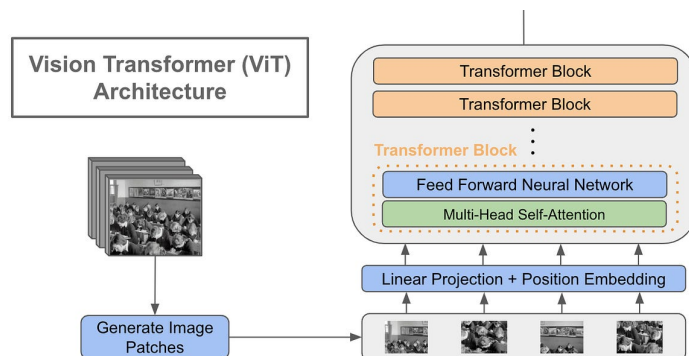 Vision Transformer (ViT)
Architecture
Transformer Block
Transformer Block
Transformer Block
Feed Forward Neural Network
Multi-Head Self-Attention
Linear Projection + Position Embedding
Generate Image
Patches